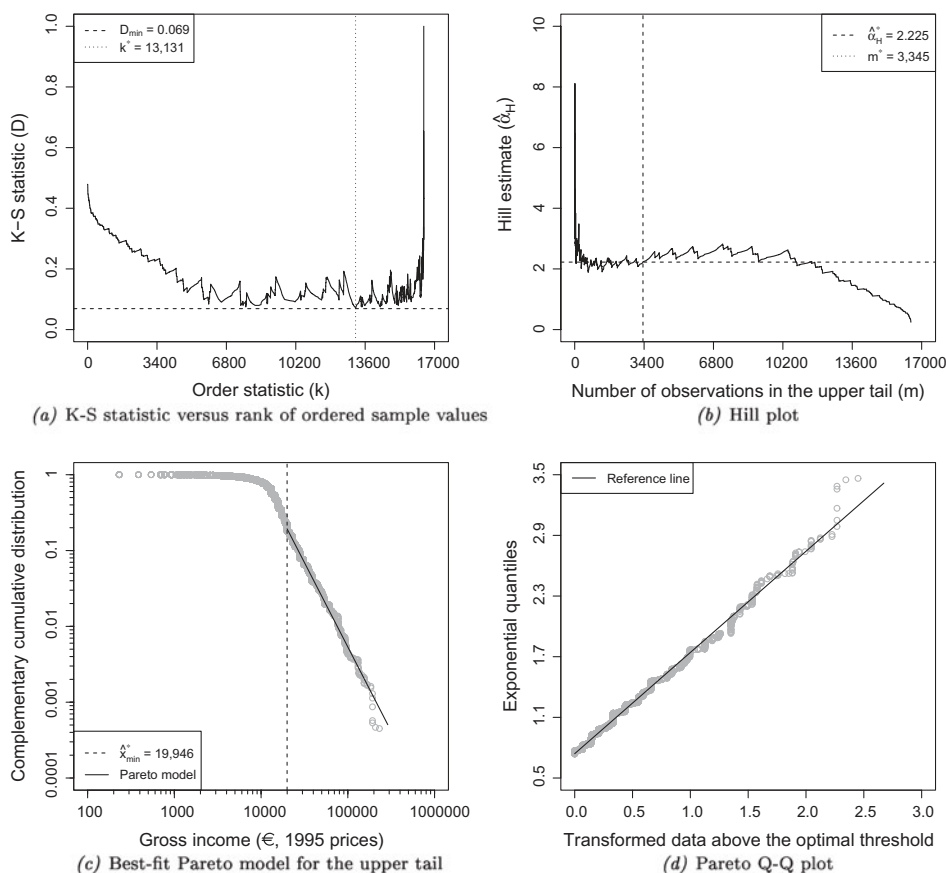 K−S statistic (D)
1.0
0.8
0.6
0.4
0.2
0.0
D_min = 0.069
k* = 13,131
0 3400 6800 10200 13600 17000
Order statistic (k)
(a) K-S statistic versus rank of ordered sample values
Hill estimate (α̂_H)
10
8
6
4
2
0
α̂*_H = 2.225
m* = 3,345
0 3400 6800 10200 13600 17000
Number of observations in the upper tail (m)
(b) Hill plot
Complementary cumulative distribution
1
0.1
0.01
0.001
0.0001
x̂*_min = 19,946
Pareto model
100 1000 10000 100000 1000000
Gross income (€, 1995 prices)
(c) Best-fit Pareto model for the upper tail
Exponential quantiles
3.5
2.9
2.3
1.7
1.1
0.5
Reference line
0.0 0.5 1.0 1.5 2.0 2.5 3.0
Transformed data above the optimal threshold
(d) Pareto Q-Q plot